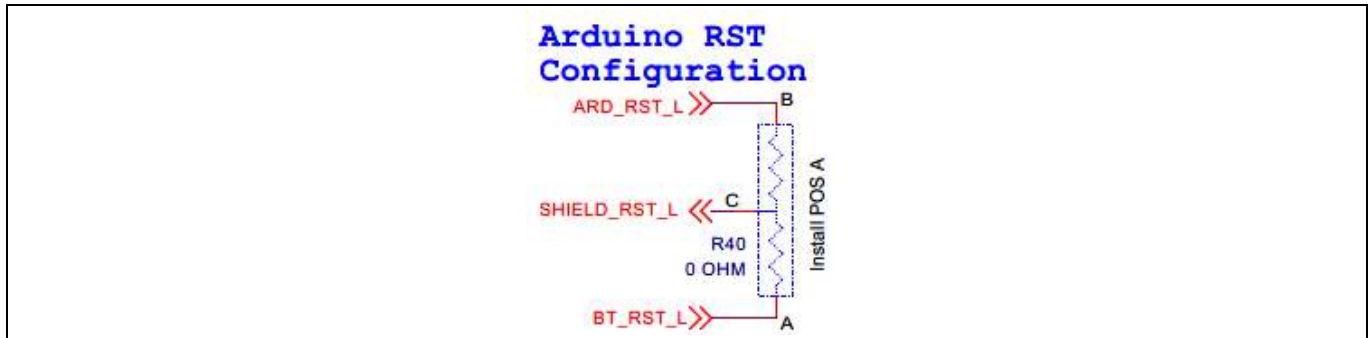 Arduino RST
Configuration
ARD_RST_L
B
SHIELD_RST_L
C
R40
0 OHM
Install POS A
BT_RST_L
A